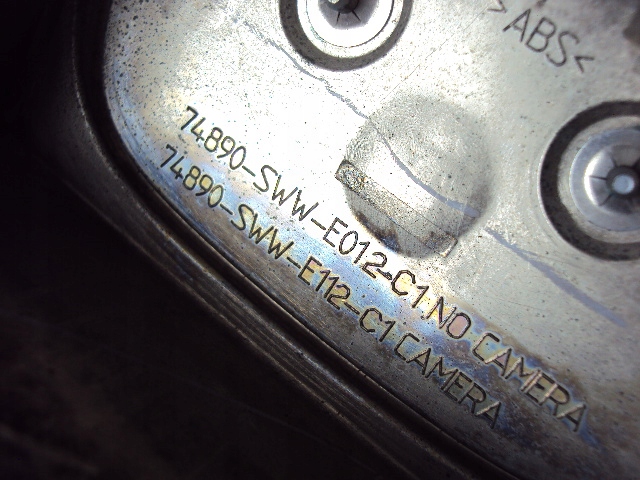 >ABS<
74890-SWW-E012-C1 NO CAMERA
74890-SWW-E112-C1 CAMERA